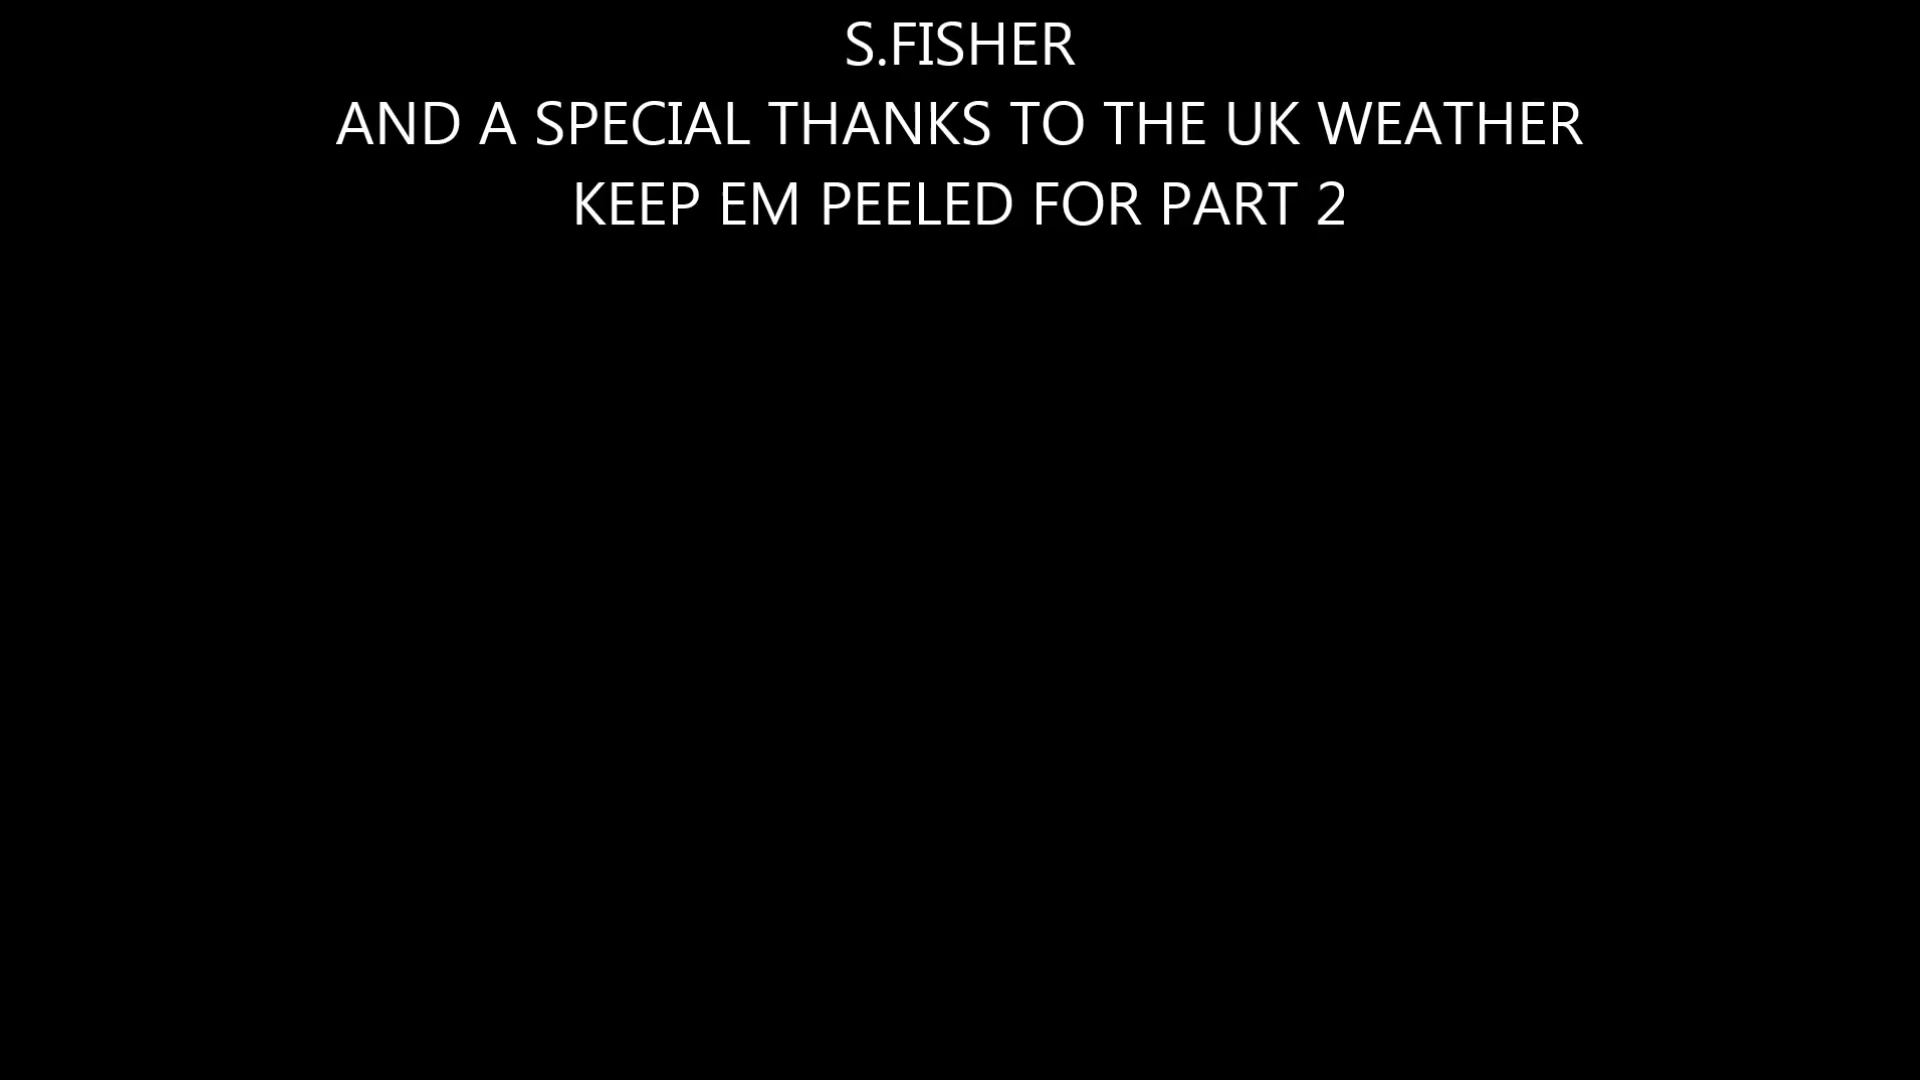 S.FISHER
AND A SPECIAL THANKS TO THE UK WEATHER
KEEP EM PEELED FOR PART 2